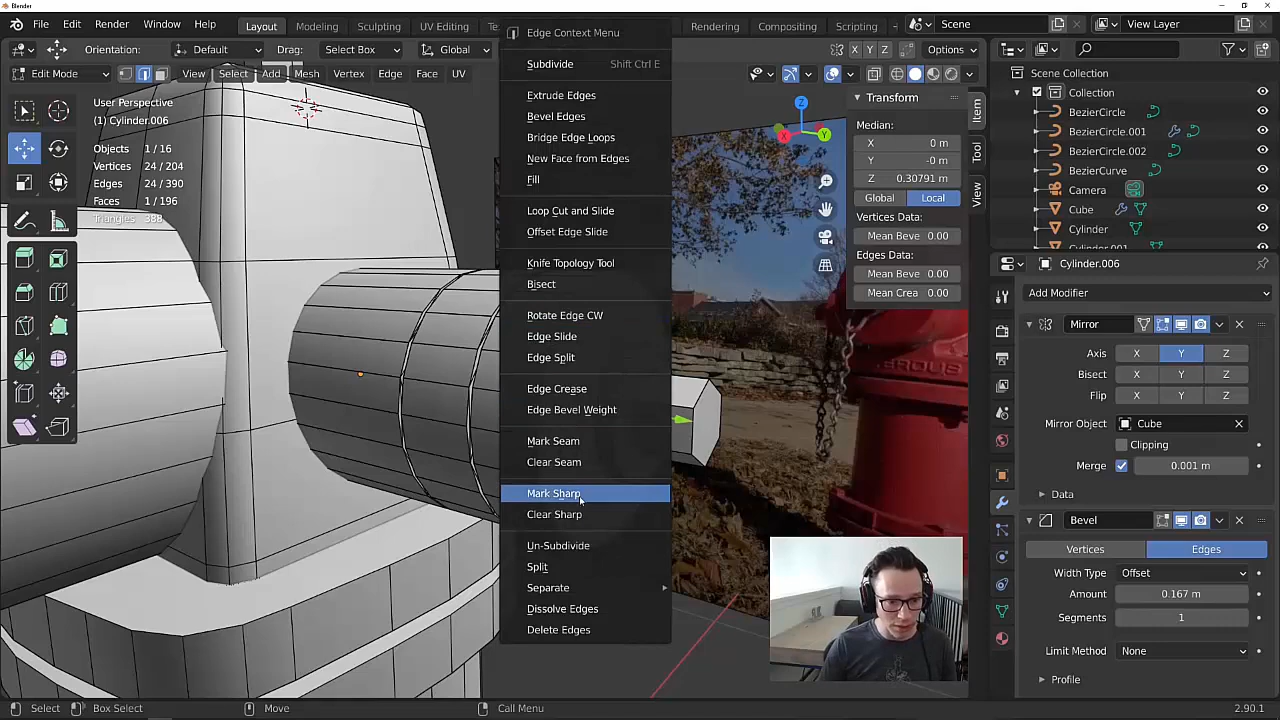 Blender
File Edit Render Window Help
Layout Modeling Sculpting UV Editing Rendering Compositing Scripting
Scene View Layer
Orientation: Default Drag: Select Box Global
X Y Z Options
Edit Mode View Select Add Mesh Vertex Edge Face UV
User Perspective
(1) Cylinder.006
Objects 1/16
Vertices 24/204
Edges 24/390
Faces 1/196
Triangles 388
Edge Context Menu
Subdivide Shift Ctrl E
Extrude Edges
Bevel Edges
Bridge Edge Loops
New Face from Edges
Fill
Loop Cut and Slide
Offset Edge Slide
Knife Topology Tool
Bisect
Rotate Edge CW
Edge Slide
Edge Split
Edge Crease
Edge Bevel Weight
Mark Seam
Clear Seam
Mark Sharp
Clear Sharp
Un-Subdivide
Split
Separate
Dissolve Edges
Delete Edges
Z
X Y
Transform
Median:
X 0 m
Y -0 m
Z 0.30791 m
Global Local
Vertices Data:
Mean Beve 0.00
Edges Data:
Mean Beve 0.00
Mean Crea 0.00
Item
Tool
View
Scene Collection
Collection
BezierCircle
BezierCircle.001
BezierCircle.002
BezierCurve
Camera
Cube
Cylinder
Cylinder.001
Cylinder.006
Add Modifier
Mirror
Axis X Y Z
Bisect X Y Z
Flip X Y Z
Mirror Object Cube
Clipping
Merge 0.001 m
Data
Bevel
Vertices Edges
Width Type Offset
Amount 0.167 m
Segments 1
Limit Method None
Profile
Select Box Select Move Call Menu 2.90.1